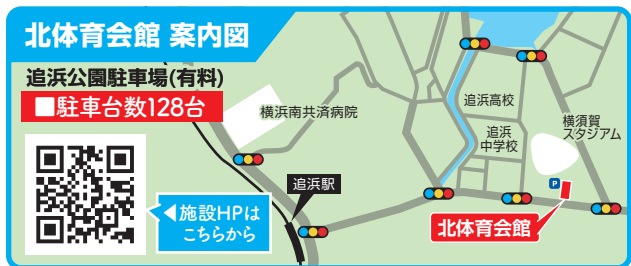 北体育会館 案内図
追浜公園駐車場(有料)
■駐車台数128台
◀施設HPは
こちらから
横浜南共済病院
追浜駅
追浜高校
追浜
中学校
横須賀
スタジアム
P
北体育会館